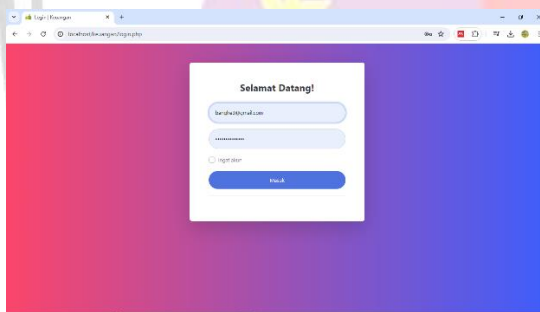 Login | Keuangan
localhost/keuangan/login.php
Selamat Datang!
Ingat saya
Masuk